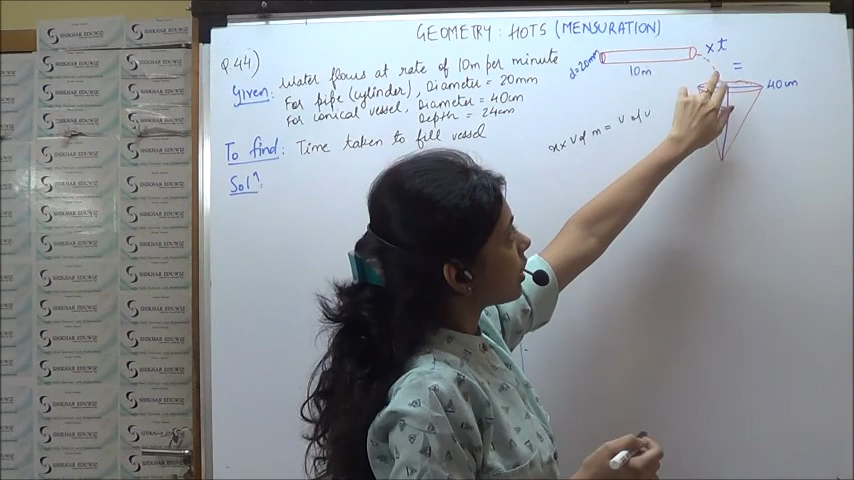 GEOMETRY : HOTS (MENSURATION)
Q.44)
Given: Water flows at rate of 10m per minute
For pipe (cylinder), Diameter = 20mm
For conical vessel, Diameter = 40cm
Depth = 24cm
To find: Time taken to fill vessel
Solⁿ:
d=20mm
10m
x t
=
40cm
n x V of m = V of U
SHIKHAR EDUWIZ